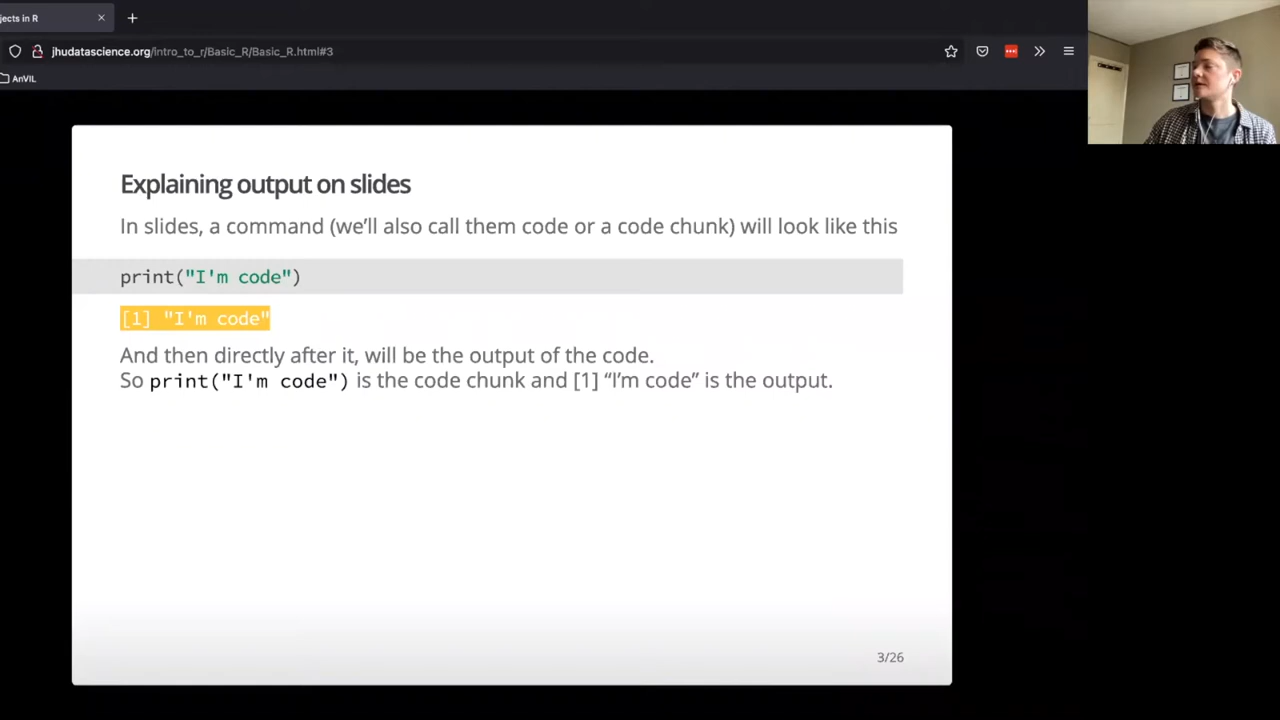 jects in R
jhudatascience.org/intro_to_r/Basic_R/Basic_R.html#3
AnVIL
Explaining output on slides
In slides, a command (we’ll also call them code or a code chunk) will look like this
print("I'm code")
[1] "I'm code"
And then directly after it, will be the output of the code.
So print("I'm code") is the code chunk and [1] “I’m code” is the output.
3/26